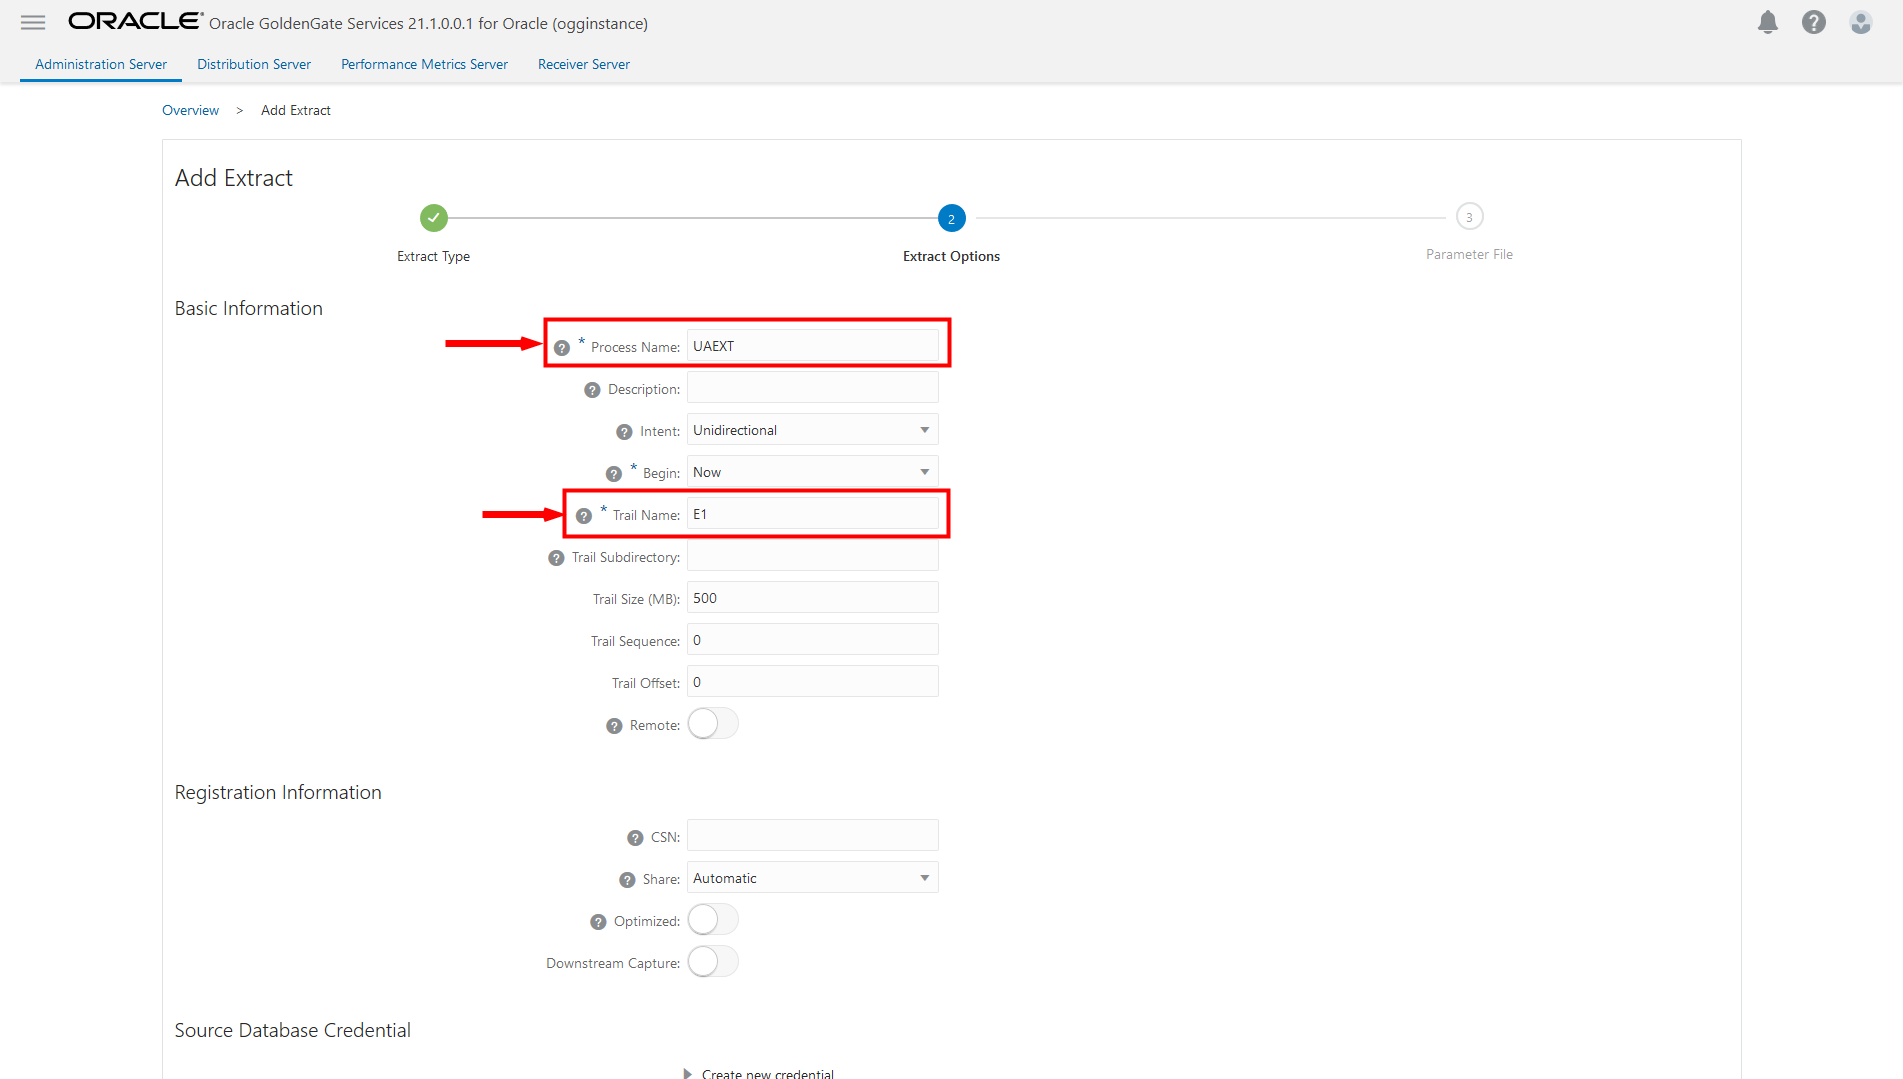 ORACLE Oracle GoldenGate Services 21.1.0.0.1 for Oracle (ogginstance)
Administration Server Distribution Server Performance Metrics Server Receiver Server
Overview > Add Extract
Add Extract
2
3
Extract Type
Extract Options
Parameter File
Basic Information
? * Process Name: UAEXT
? Description:
? Intent: Unidirectional
? * Begin: Now
? * Trail Name: E1
? Trail Subdirectory:
Trail Size (MB): 500
Trail Sequence: 0
Trail Offset: 0
? Remote:
Registration Information
? CSN:
? Share: Automatic
? Optimized:
Downstream Capture:
Source Database Credential
Create new credential